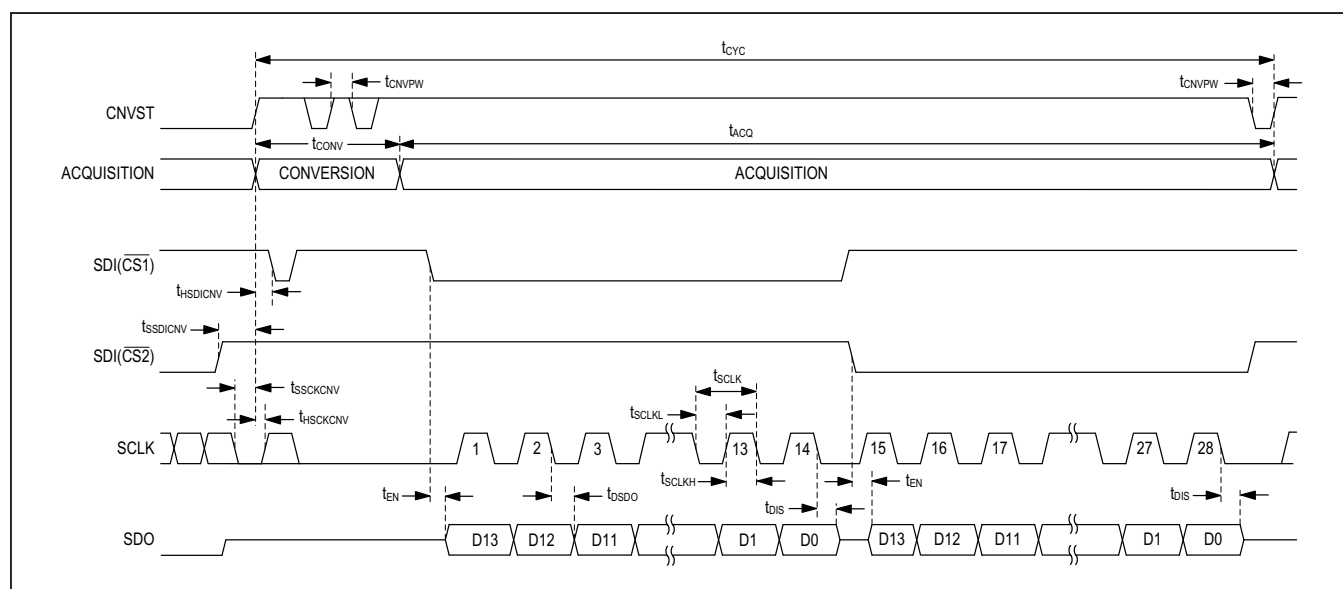 tCYC
tCNVPW
tCNVPW
CNVST
tCONV
tACQ
ACQUISITION
CONVERSION
ACQUISITION
SDI(CS1)
tHSDICNV
tSSDICNV
SDI(CS2)
tSSCKCNV
tSCLK
tHSCKCNV
tSCLKL
SCLK
1 2 3 13 14 15 16 17 27 28
tSCLKH
tEN
tDSDO
tDIS
tEN
tDIS
SDO
D13 D12 D11 D1 D0 D13 D12 D11 D1 D0